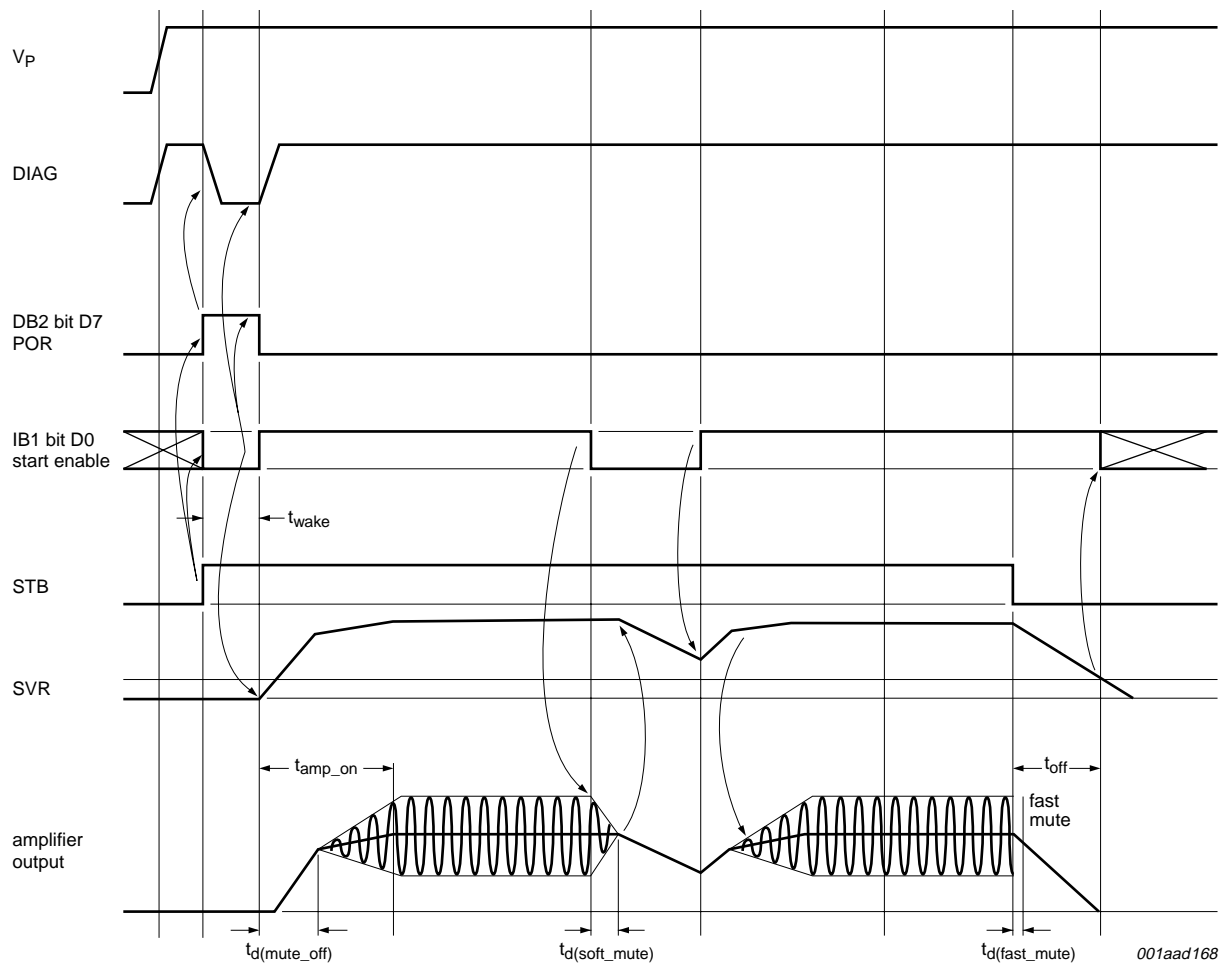 VP
DIAG
DB2 bit D7
POR
IB1 bit D0
start enable
twake
STB
SVR
tamp_on
toff
fast
mute
amplifier
output
td(mute_off)
td(soft_mute)
td(fast_mute)
001aad168